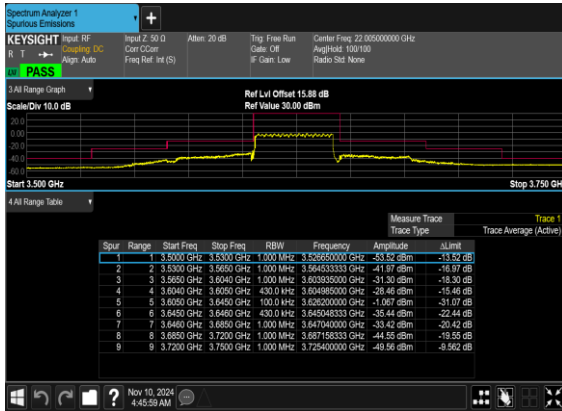 Spectrum Analyzer 1
Spurious Emissions
KEYSIGHT Input: RF Input Z: 50 Ω Atten: 20 dB Trig: Free Run Center Freq: 22.005000000 GHz
R T Coupling: DC Corr CCorr Gate: Off Avg|Hold: 100/100
Align: Auto Freq Ref: Int (S) IF Gain: Low Radio Std: None
PASS
3 All Range Graph
Ref Lvl Offset 15.88 dB
Scale/Div 10.0 dB Ref Value 30.00 dBm
20.0
0.00
-20.0
-40.0
-60.0
Start 3.500 GHz Stop 3.750 GH
4 All Range Table
Measure Trace Trace 1
Trace Type Trace Average (Active)
Spur Range Start Freq Stop Freq RBW Frequency Amplitude ΔLimit
1 1 3.5000 GHz 3.5300 GHz 1.000 MHz 3.526650000 GHz -53.52 dBm -13.52 dB
2 2 3.5300 GHz 3.5650 GHz 1.000 MHz 3.564533333 GHz -41.97 dBm -16.97 dB
3 3 3.5650 GHz 3.6040 GHz 1.000 MHz 3.603935000 GHz -31.30 dBm -18.30 dB
4 4 3.6040 GHz 3.6050 GHz 430.0 kHz 3.604985000 GHz -28.46 dBm -15.46 dB
5 5 3.6050 GHz 3.6450 GHz 100.0 kHz 3.626200000 GHz -1.067 dBm -31.07 dB
6 6 3.6450 GHz 3.6460 GHz 430.0 kHz 3.645048333 GHz -35.44 dBm -22.44 dB
7 7 3.6460 GHz 3.6850 GHz 1.000 MHz 3.647040000 GHz -33.42 dBm -20.42 dB
8 8 3.6850 GHz 3.7200 GHz 1.000 MHz 3.687158333 GHz -44.55 dBm -19.55 dB
9 9 3.7200 GHz 3.7500 GHz 1.000 MHz 3.725400000 GHz -49.56 dBm -9.562 dB
Nov 10, 2024
4:45:59 AM